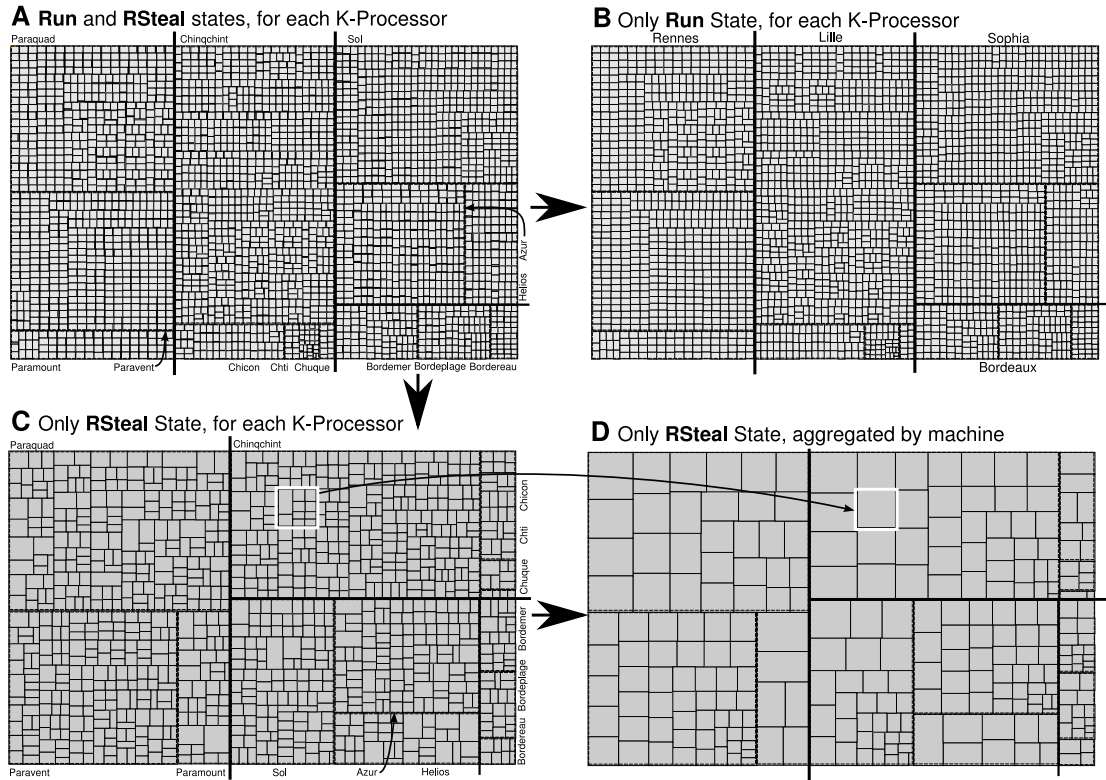 A Run and RSteal states, for each K-Processor
Paraquad Chinqchint Sol
Azur
Helios
Paramount Paravent Chicon Chti Chuque Bordemer Bordeplage Bordereau
B Only Run State, for each K-Processor
Rennes Lille Sophia
Bordeaux
C Only RSteal State, for each K-Processor
Paraquad Chinqchint
Chicon
Chti
Chuque
Bordemer
Bordeplage
Bordereau
Paravent Paramount Sol Azur Helios
D Only RSteal State, aggregated by machine